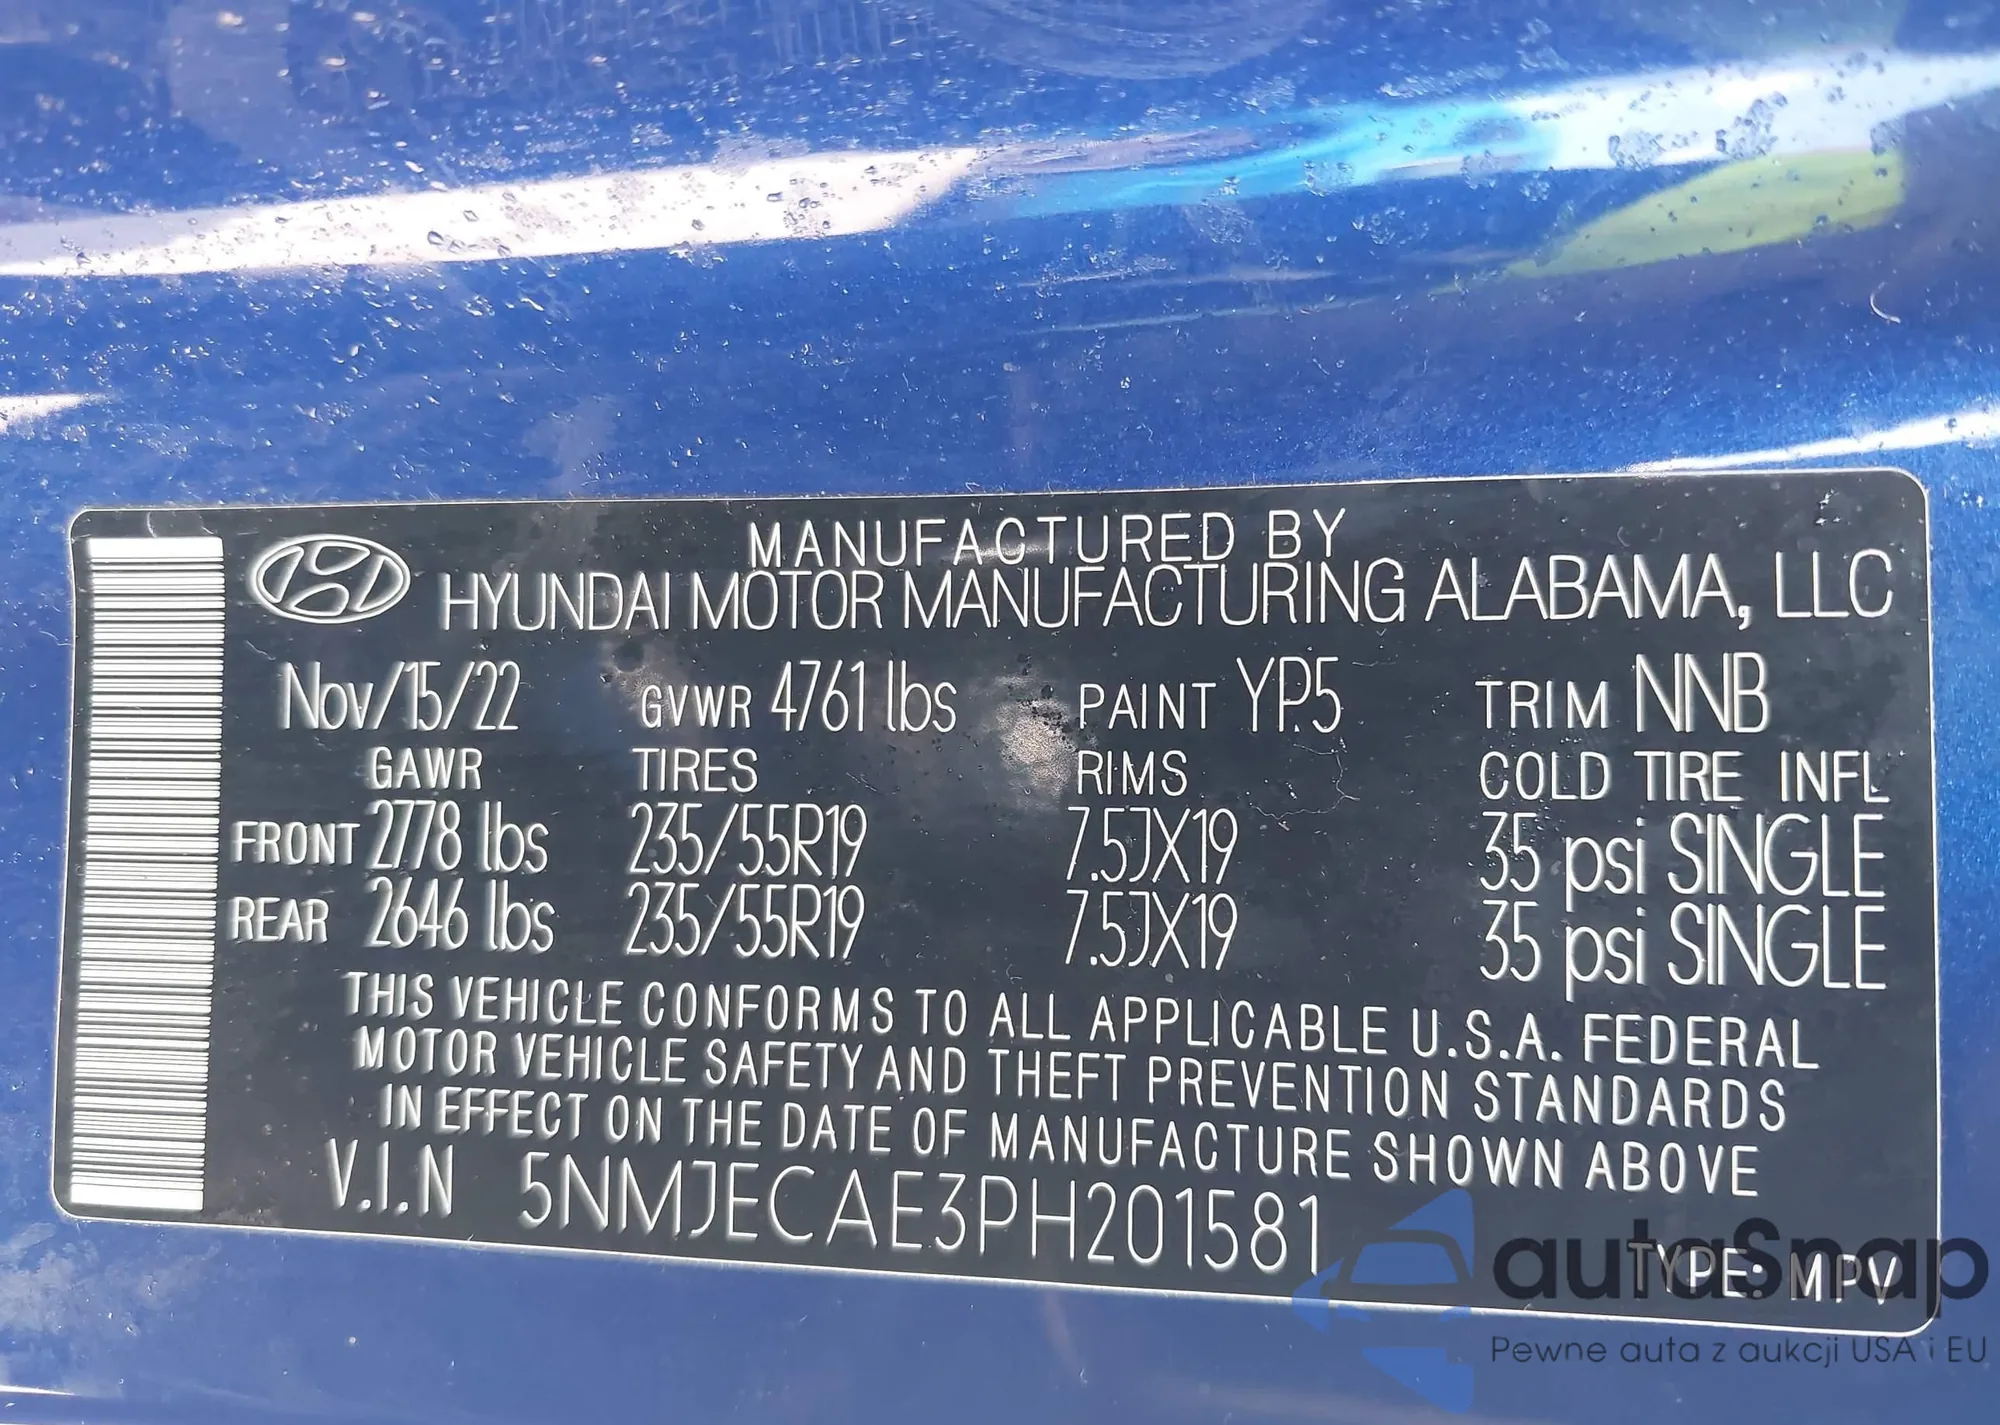 MANUFACTURED BY
HYUNDAI MOTOR MANUFACTURING ALABAMA, LLC
Nov/15/22 GVWR 4761 lbs PAINT YP5 TRIM NNB
GAWR TIRES RIMS COLD TIRE INFL
FRONT 2778 lbs 235/55R19 7.5JX19 35 psi SINGLE
REAR 2646 lbs 235/55R19 7.5JX19 35 psi SINGLE
THIS VEHICLE CONFORMS TO ALL APPLICABLE U.S.A. FEDERAL
MOTOR VEHICLE SAFETY AND THEFT PREVENTION STANDARDS
IN EFFECT ON THE DATE OF MANUFACTURE SHOWN ABOVE
V.I.N 5NMJECAE3PH201581
TYPE: MPV
autaSnap
Pewne auta z aukcji USA i EU